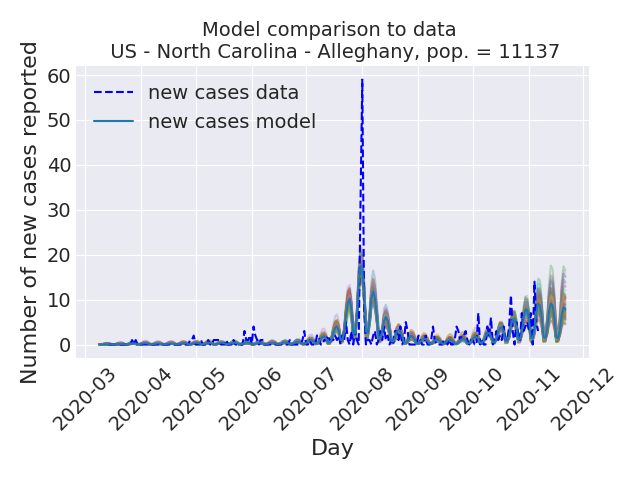 Model comparison to data
US - North Carolina - Alleghany, pop. = 11137
Number of new cases reported
60
50
40
30
20
10
0
new cases data
new cases model
2020-03
2020-04
2020-05
2020-06
2020-07
2020-08
2020-09
2020-10
2020-11
2020-12
Day